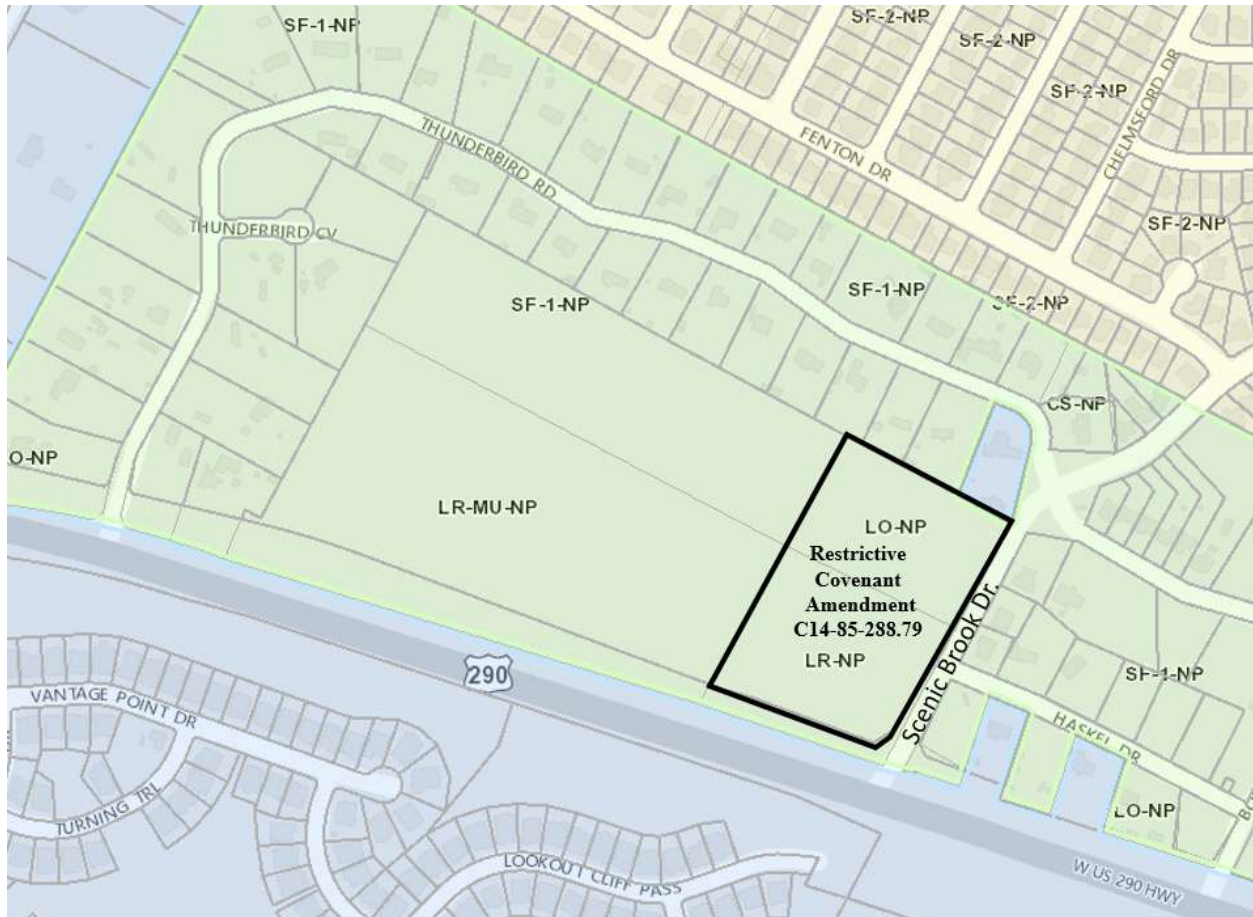 SF-1-NP
SF-2-NP
SF-2-NP
SF-2-NP
CHELMSFORD DR
THUNDERBIRD RD
FENTON DR
SF-2-NP
THUNDERBIRD CV
SF-1-NP
SF-1-NP
SF-2-NP
CS-NP
O-NP
LR-MU-NP
LO-NP
Restrictive
Covenant
Amendment
C14-85-288.79
LR-NP
Scenic Brook Dr.
SF-1-NP
290
VANTAGE POINT DR
HASKEL DR
TURNING TRL
LO-NP
LOOKOUT CLIFF PASS
W US 290 HWY